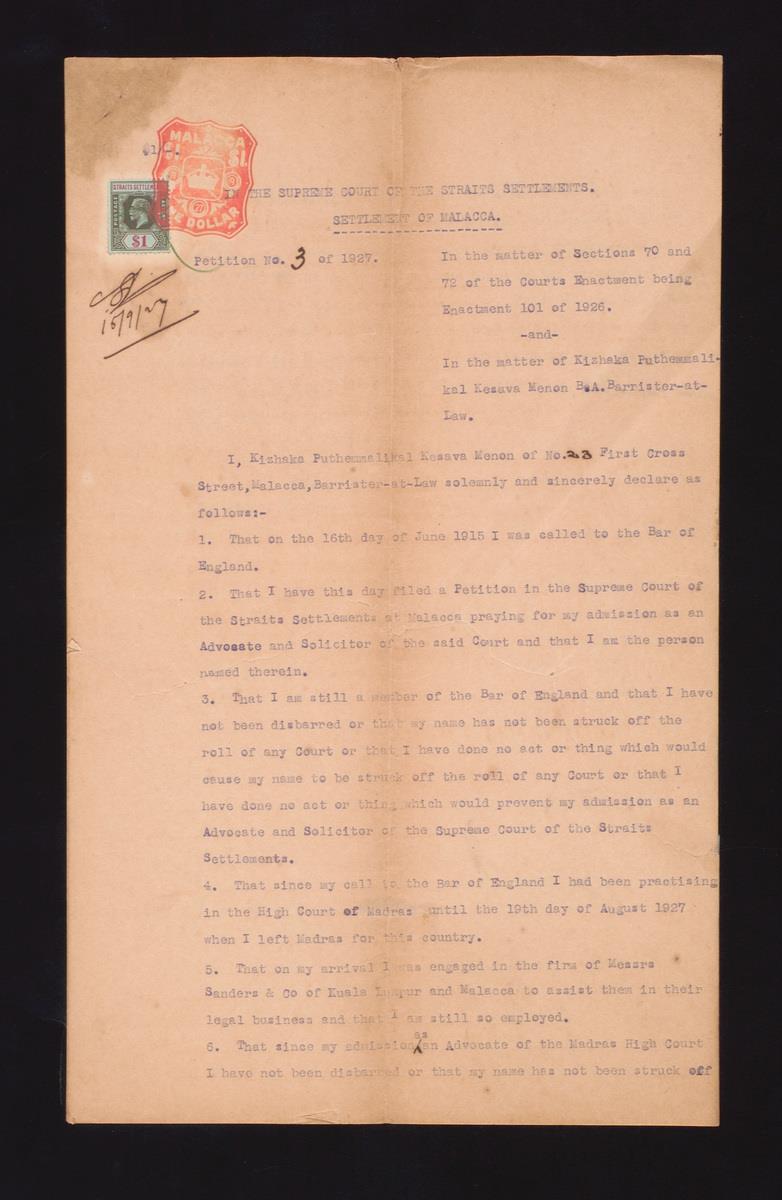 $1/-.
MALACCA
$1. $1.
ONE DOLLAR
STRAITS SETTLEMENTS
POSTAGE
$1
IN THE SUPREME COURT OF THE STRAITS SETTLEMENTS.
SETTLEMENT OF MALACCA.
Petition No. 3 of 1927.
15/9/27
In the matter of Sections 70 and
72 of the Courts Enactment being
Enactment 101 of 1926.
-and-
In the matter of Kizhaka Puthemmali-
kal Kesava Menon B.A. Barrister-at-
Law.
I, Kizhaka Puthemmalikal Kesava Menon of No. 23 First Cross
Street, Malacca, Barrister-at-Law solemnly and sincerely declare as
follows:-
1. That on the 16th day of June 1915 I was called to the Bar of
England.
2. That I have this day filed a Petition in the Supreme Court of
the Straits Settlements at Malacca praying for my admission as an
Advocate and Solicitor of the said Court and that I am the person
named therein.
3. That I am still a member of the Bar of England and that I have
not been disbarred or that my name has not been struck off the
roll of any Court or that I have done no act or thing which would
cause my name to be struck off the roll of any Court or that I
have done no act or thing which would prevent my admission as an
Advocate and Solicitor of the Supreme Court of the Straits
Settlements.
4. That since my call to the Bar of England I had been practising
in the High Court of Madras until the 19th day of August 1927
when I left Madras for this country.
5. That on my arrival I was engaged in the firm of Messrs
Sanders & Co of Kuala Lumpur and Malacca to assist them in their
legal business and that I am still so employed.
6. That since my admission as an Advocate of the Madras High Court
I have not been disbarred or that my name has not been struck off